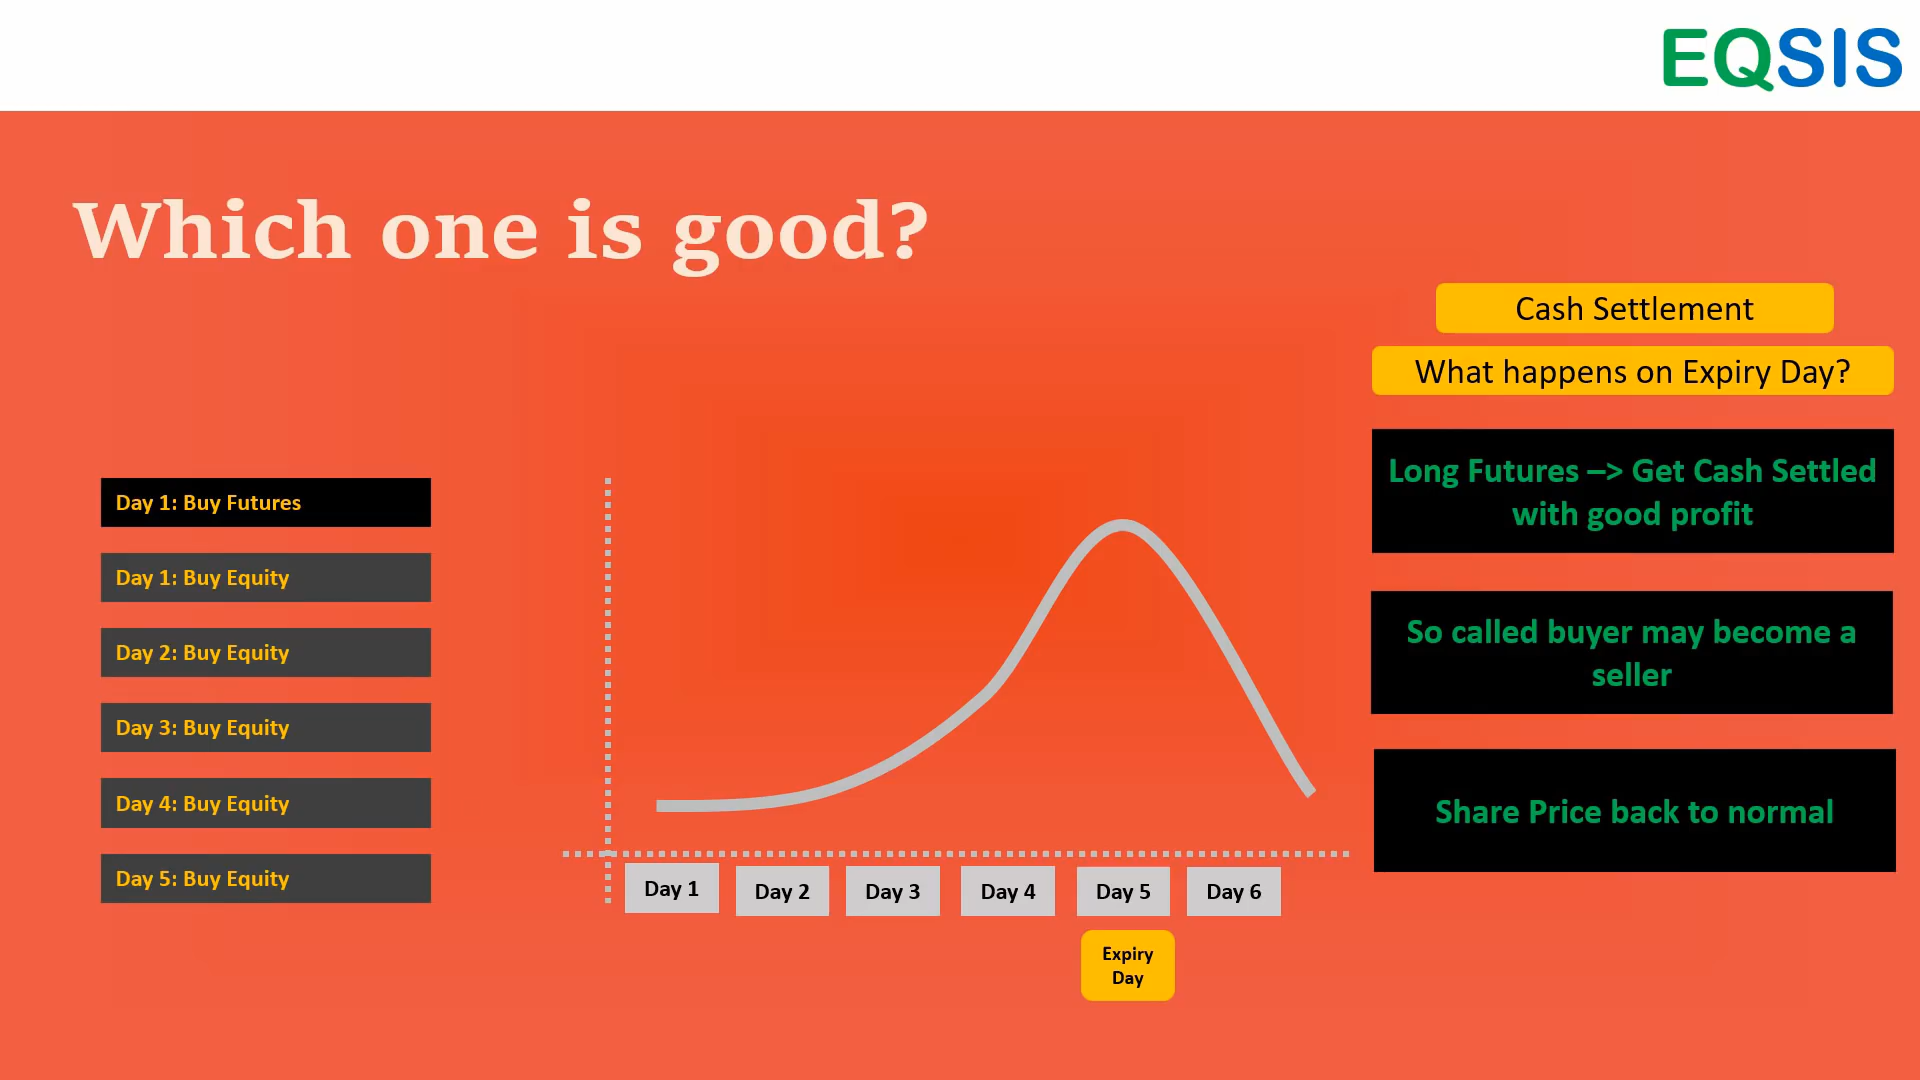 EQSIS
Which one is good?
Cash Settlement
What happens on Expiry Day?
Long Futures –> Get Cash Settled
with good profit
So called buyer may become a
seller
Share Price back to normal
Day 1: Buy Futures
Day 1: Buy Equity
Day 2: Buy Equity
Day 3: Buy Equity
Day 4: Buy Equity
Day 5: Buy Equity
Day 1
Day 2
Day 3
Day 4
Day 5
Day 6
Expiry
Day